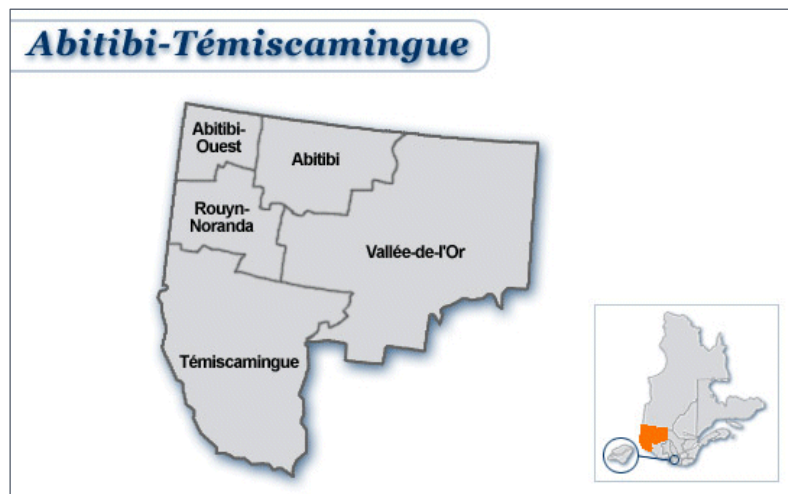 Abitibi-Témiscamingue
Abitibi-
Ouest
Abitibi
Rouyn-
Noranda
Vallée-de-l'Or
Témiscamingue